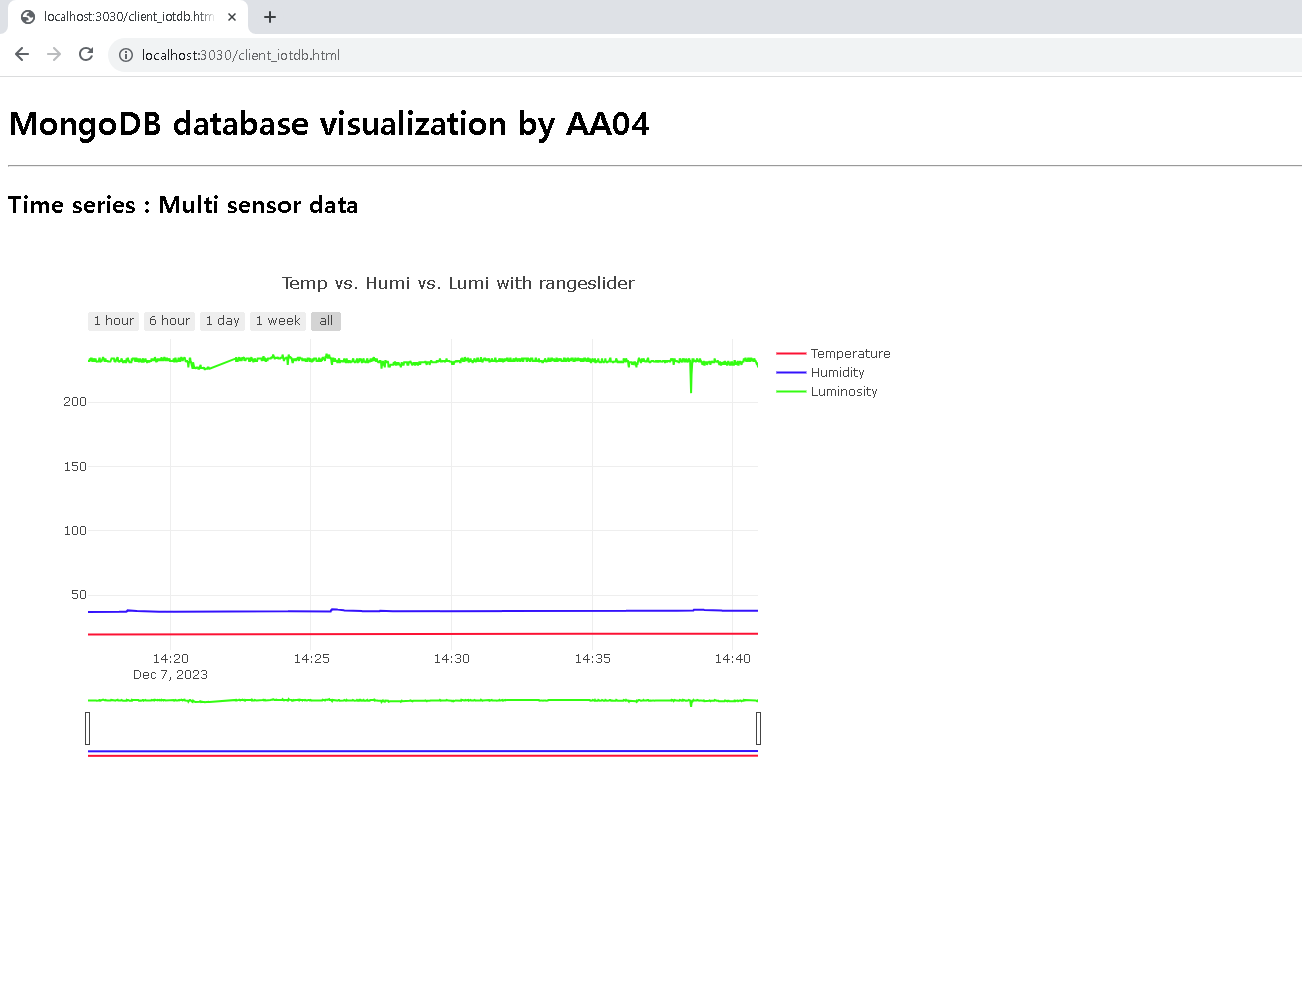 localhost:3030/client_iotdb.htm
localhost:3030/client_iotdb.html
MongoDB database visualization by AA04
Time series : Multi sensor data
Temp vs. Humi vs. Lumi with rangeslider
1 hour 6 hour 1 day 1 week all
Temperature
Humidity
Luminosity
200
150
100
50
14:20 14:25 14:30 14:35 14:40
Dec 7, 2023